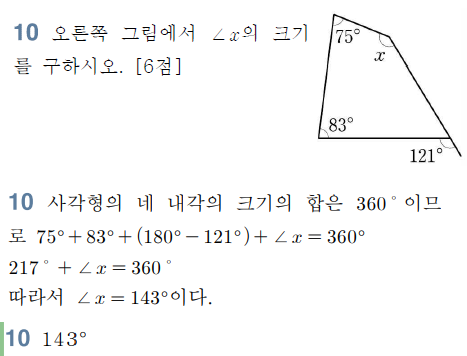 10 오른쪽 그림에서 ∠x의 크기
를 구하시오. [6점]
75°
x
83°
121°
10 사각형의 네 내각의 크기의 합은 360°이므
로 75°+83°+(180°-121°)+∠x=360°
217°+∠x=360°
따라서 ∠x=143°이다.
10 143°